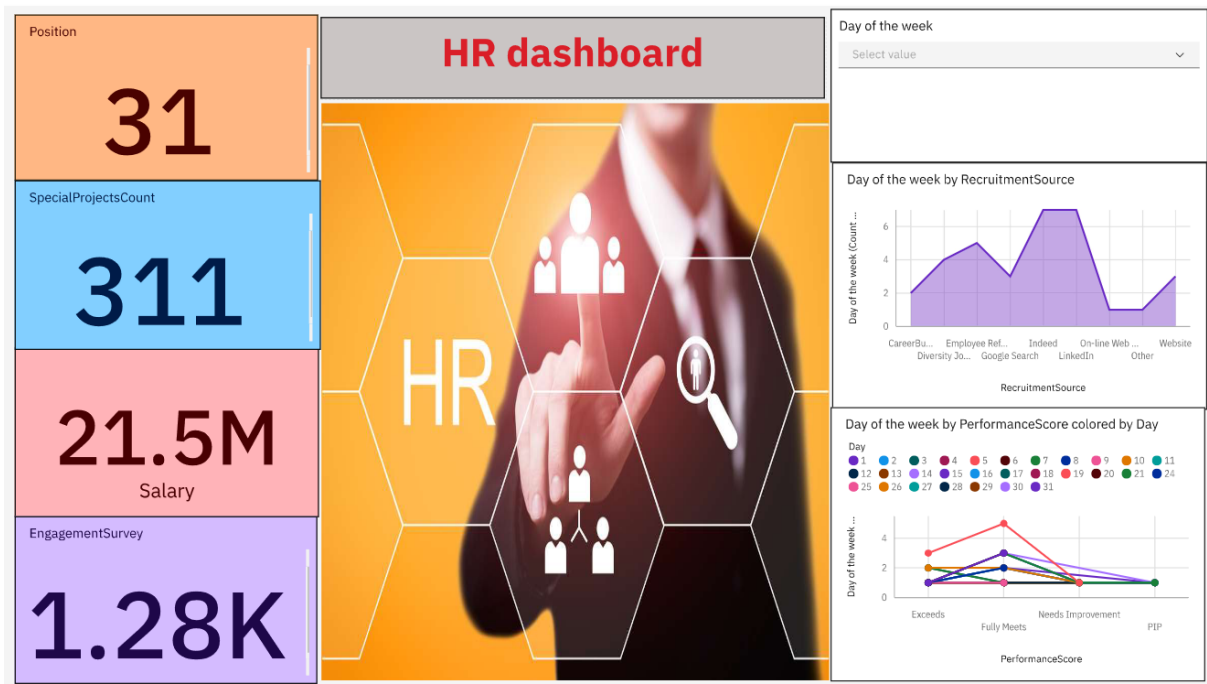 Position
31
SpecialProjectsCount
311
21.5M
Salary
EngagementSurvey
1.28K
HR dashboard
HR
Day of the week
Select value
Day of the week by RecruitmentSource
Day of the week (Count ...
6
4
2
0
CareerBu... Employee Ref... Indeed On-line Web ... Website
Diversity Jo... Google Search LinkedIn Other
RecruitmentSource
Day of the week by PerformanceScore colored by Day
Day
1 2 3 4 5 6 7 8 9 10 11
12 13 14 15 16 17 18 19 20 21 24
25 26 27 28 29 30 31
Day of the week ...
4
2
0
Exceeds Needs Improvement
Fully Meets PIP
PerformanceScore